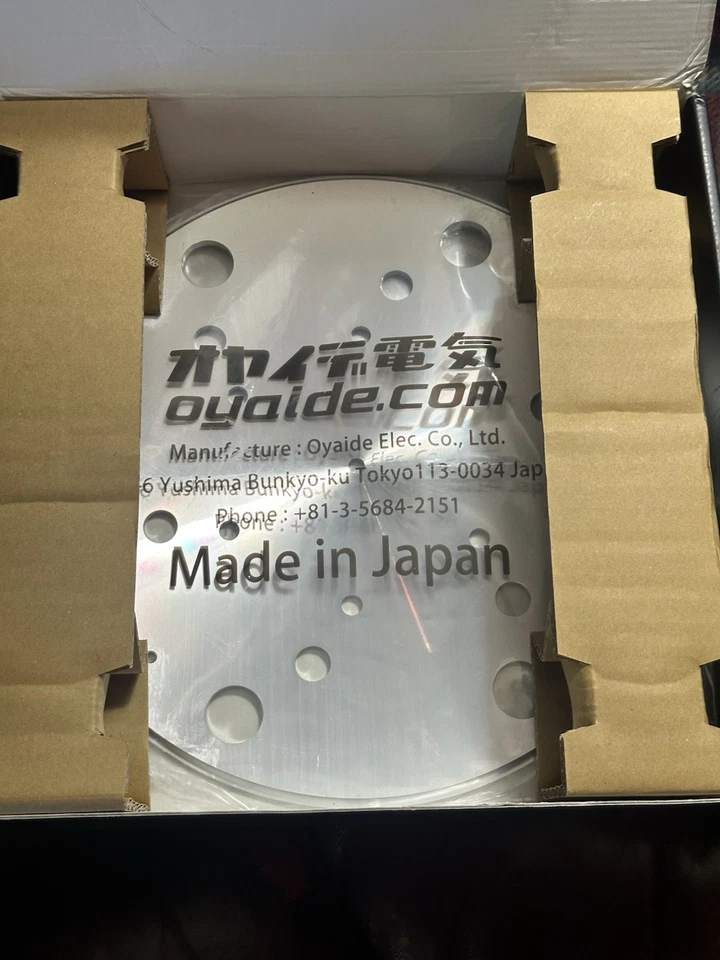 オヤイデ電気
oyaide.com
Manufacture : Oyaide Elec. Co., Ltd.
6 Yushima Bunkyo-ku Tokyo113-0034 Jap
Phone : +81-3-5684-2151
Made in Japan